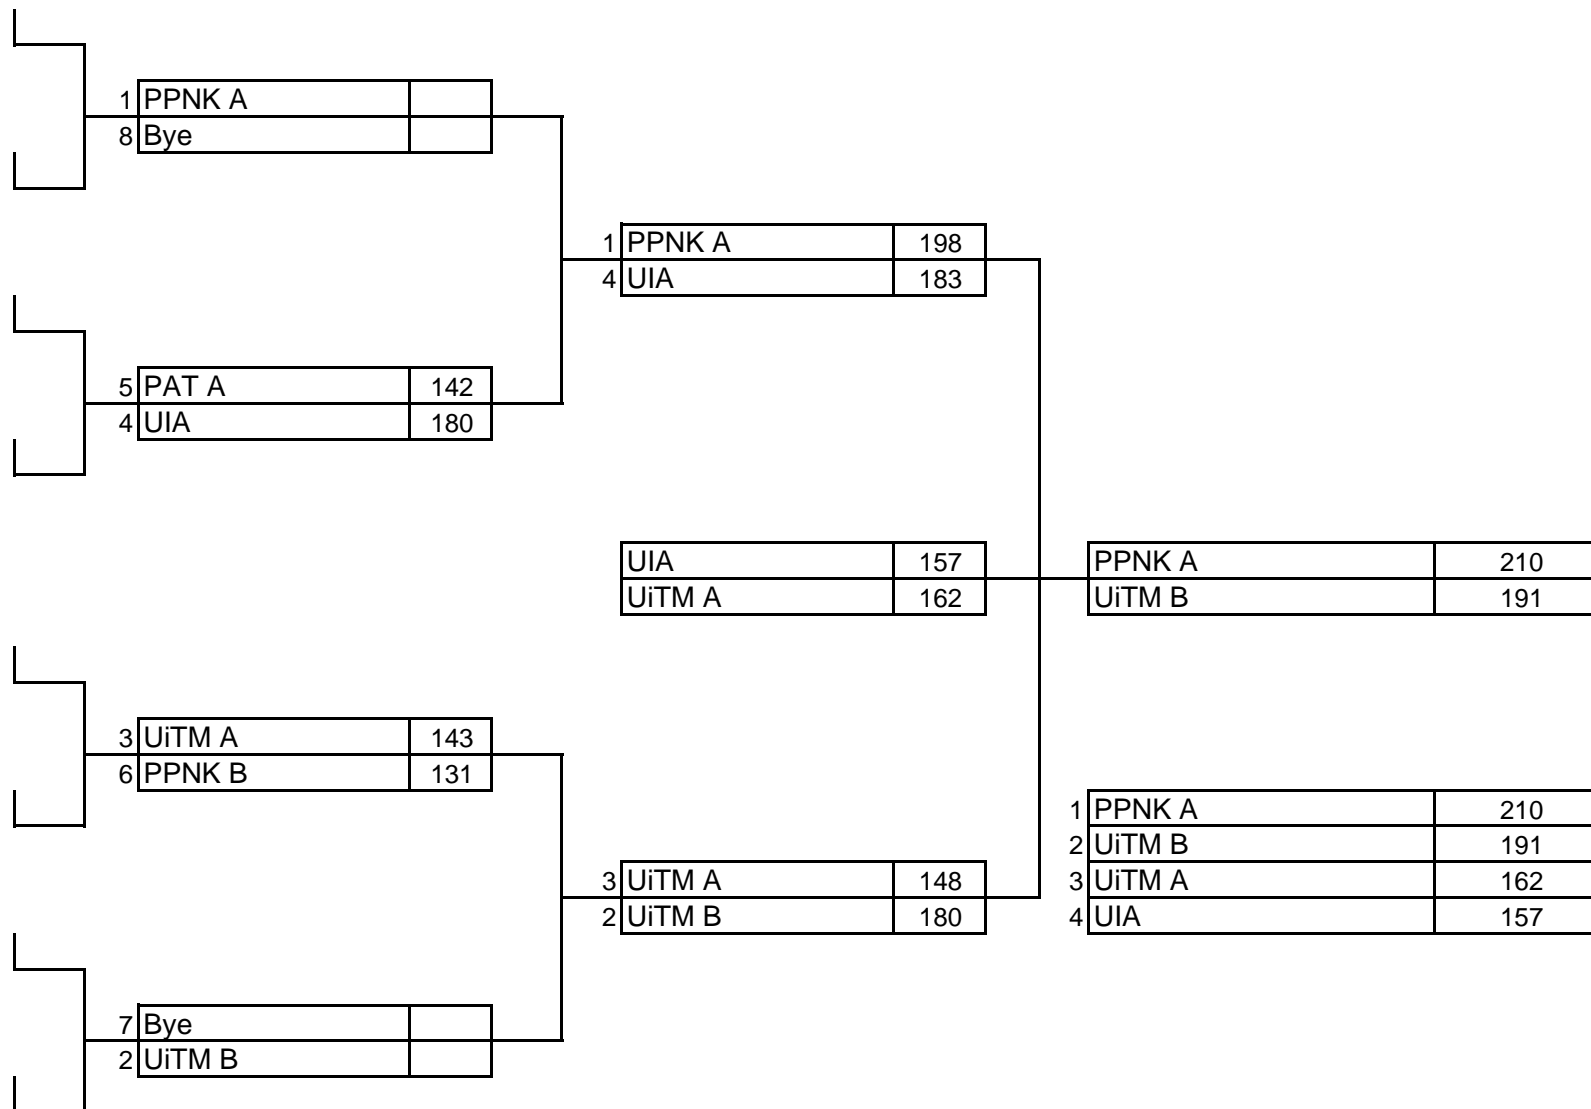 1 PPNK A
8 Bye
1 PPNK A 198
4 UIA 183
5 PAT A 142
4 UIA 180
UIA 157
UiTM A 162
PPNK A 210
UiTM B 191
3 UiTM A 143
6 PPNK B 131
1 PPNK A 210
2 UiTM B 191
3 UiTM A 162
4 UIA 157
3 UiTM A 148
2 UiTM B 180
7 Bye
2 UiTM B